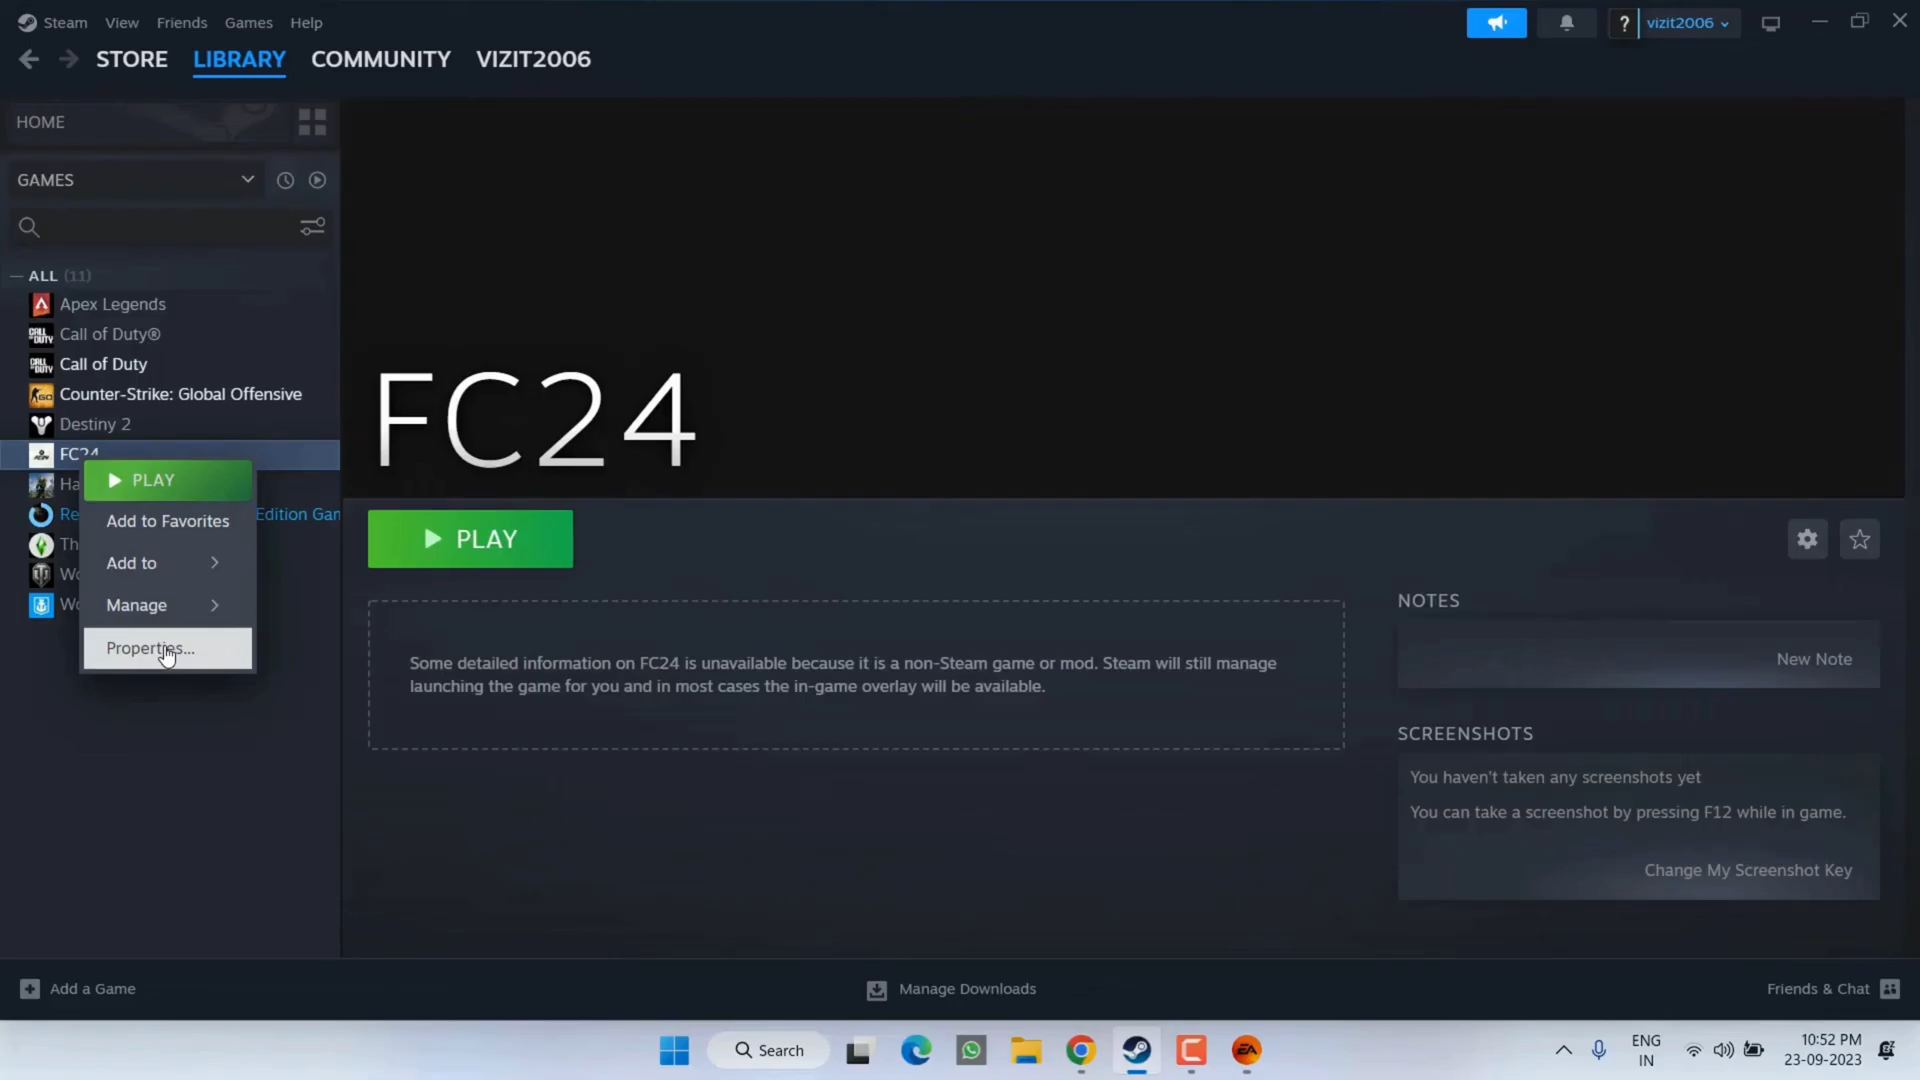 Steam View Friends Games Help
? vizit2006
STORE LIBRARY COMMUNITY VIZIT2006
HOME
GAMES
— ALL (11)
Apex Legends
Call of Duty®
Call of Duty
Counter-Strike: Global Offensive
Destiny 2
FC24
Ha
Re Edition Gan
Th
Wo
Wo
PLAY
Add to Favorites
Add to
Manage
Properties...
FC24
PLAY
Some detailed information on FC24 is unavailable because it is a non-Steam game or mod. Steam will still manage
launching the game for you and in most cases the in-game overlay will be available.
NOTES
New Note
SCREENSHOTS
You haven't taken any screenshots yet
You can take a screenshot by pressing F12 while in game.
Change My Screenshot Key
Add a Game
Manage Downloads
Friends & Chat
Search
ENG
IN
10:52 PM
23-09-2023